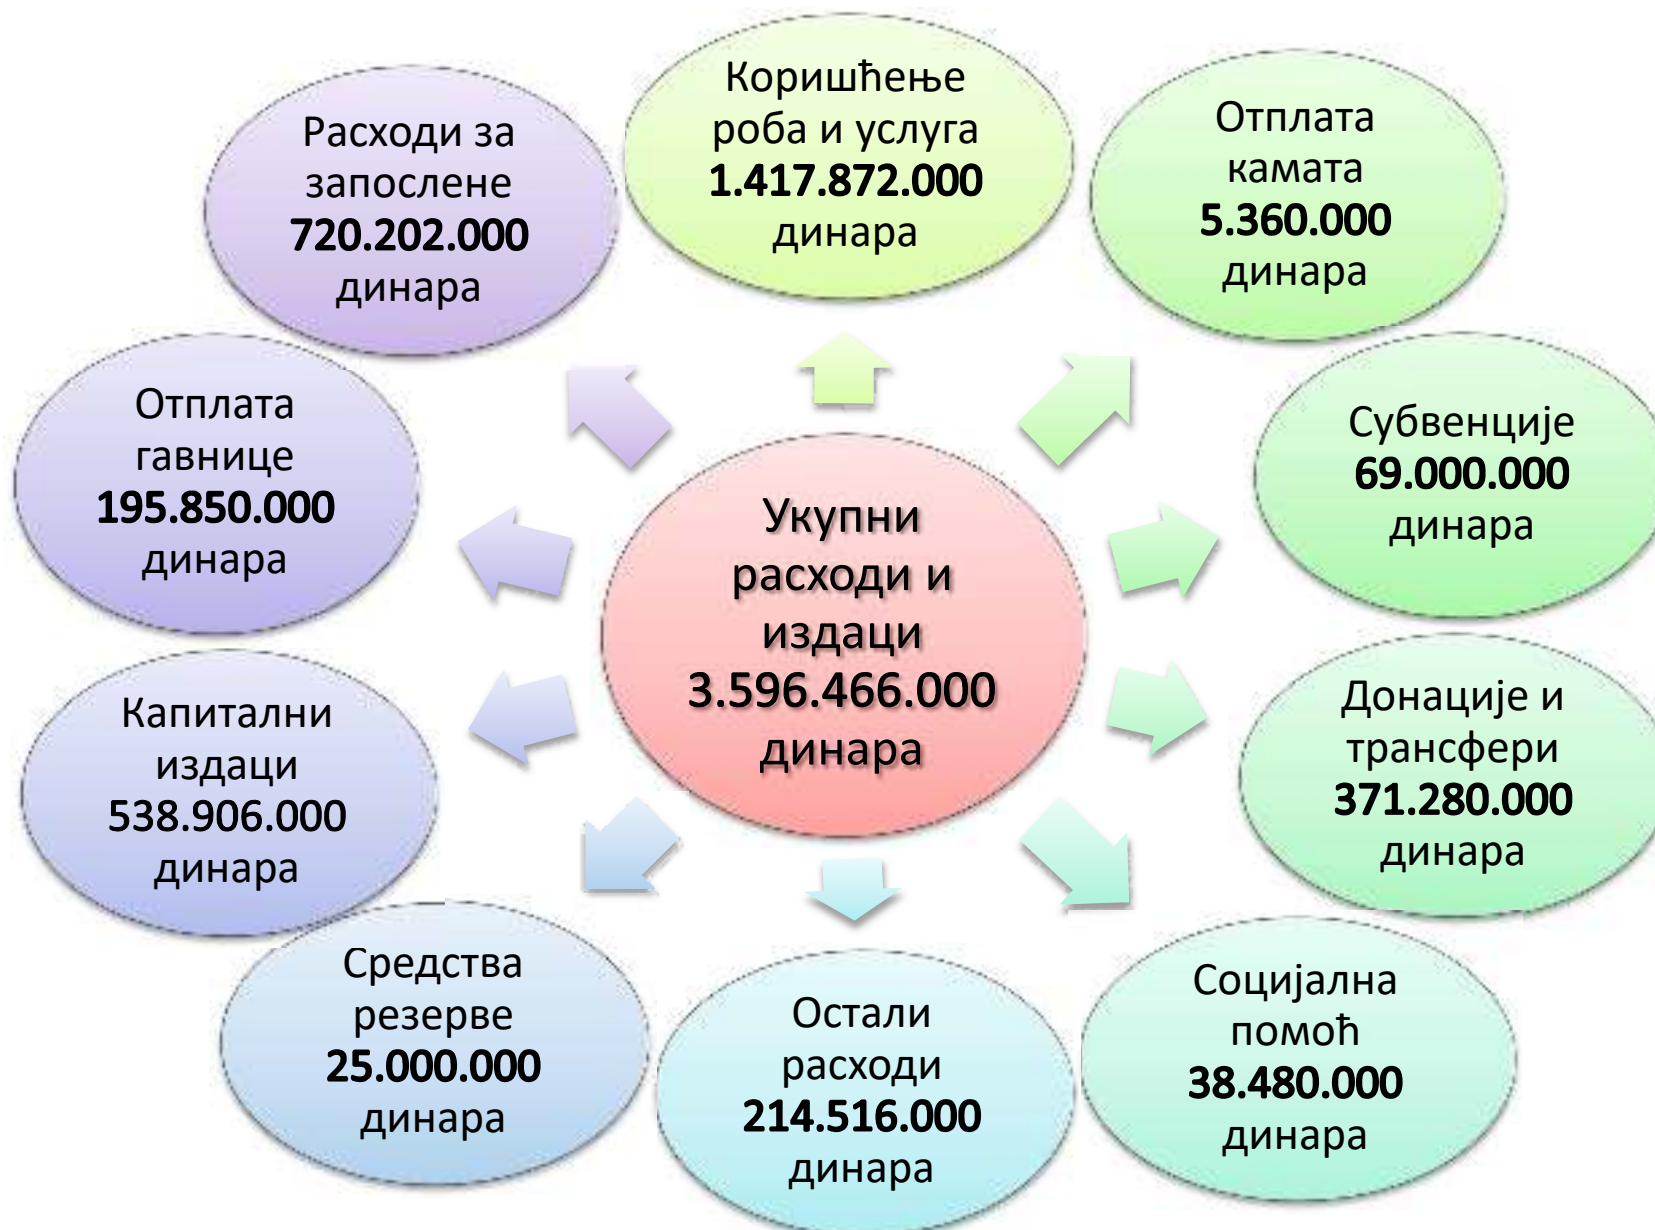 Коришћење
роба и услуга
1.417.872.000
динара
Отплата
камата
5.360.000
динара
Субвенције
69.000.000
динара
Донације и
трансфери
371.280.000
динара
Социјална
помоћ
38.480.000
динара
Остали
расходи
214.516.000
динара
Средства
резерве
25.000.000
динара
Капитални
издаци
538.906.000
динара
Отплата
гавнице
195.850.000
динара
Расходи за
запослене
720.202.000
динара
Укупни
расходи и
издаци
3.596.466.000
динара